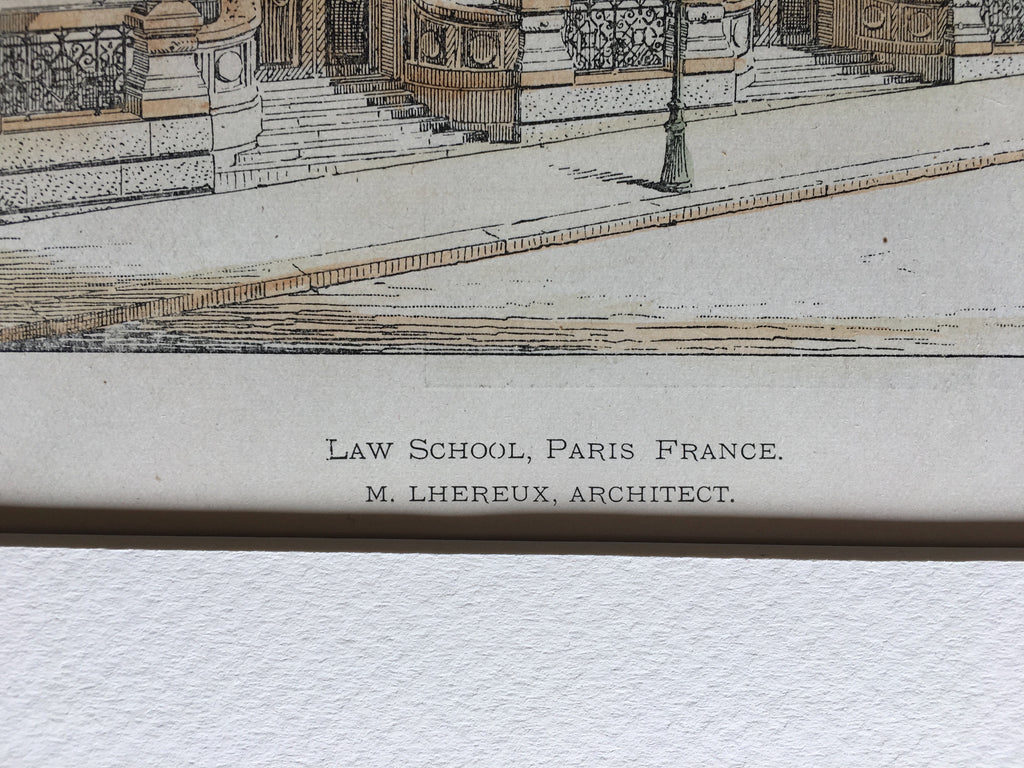 LAW SCHOOL, PARIS FRANCE.
M. LHEREUX, ARCHITECT.